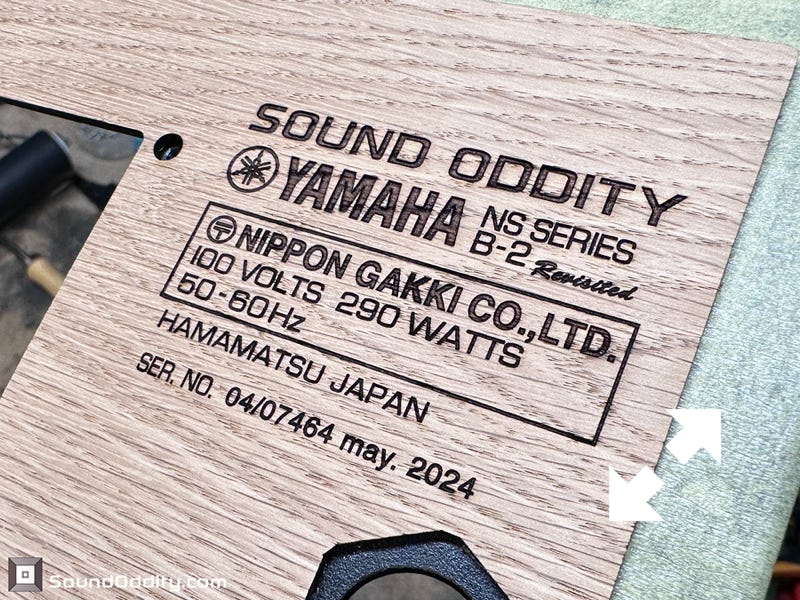 SOUND ODDITY
YAMAHA NS SERIES
B-2 Revisited
〒 NIPPON GAKKI CO., LTD.
100 VOLTS 290 WATTS
50-60Hz
HAMAMATSU JAPAN
SER. NO. 04/07464 may. 2024
SoundOddity.com